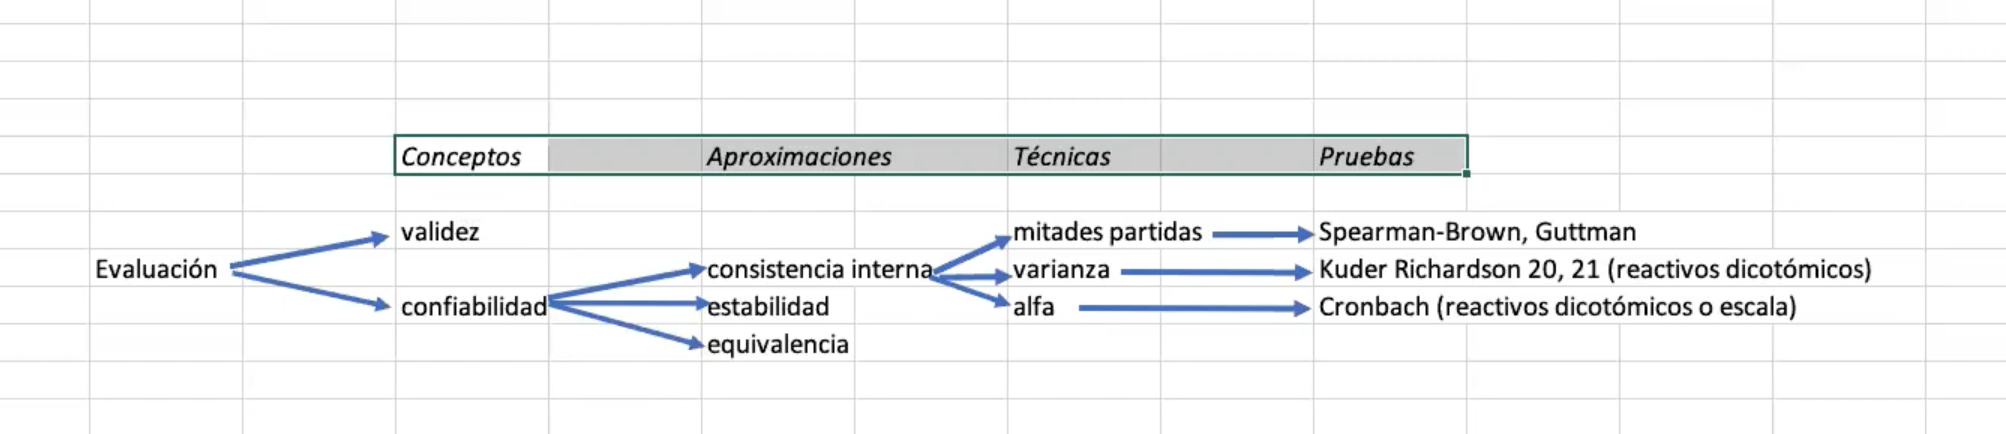 Conceptos Aproximaciones Técnicas Pruebas
validez mitades partidas Spearman-Brown, Guttman
Evaluación consistencia interna varianza Kuder Richardson 20, 21 (reactivos dicotómicos)
confiabilidad estabilidad alfa Cronbach (reactivos dicotómicos o escala)
equivalencia